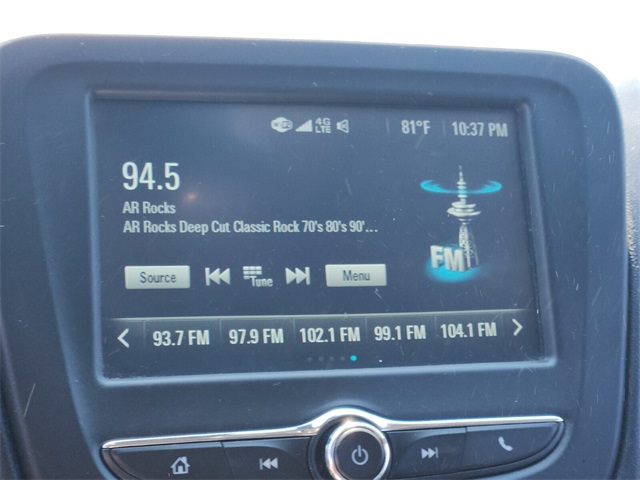 4G LTE 81°F 10:37 PM
94.5
AR Rocks
AR Rocks Deep Cut Classic Rock 70's 80's 90'...
FM
Source Tune Menu
93.7 FM 97.9 FM 102.1 FM 99.1 FM 104.1 FM